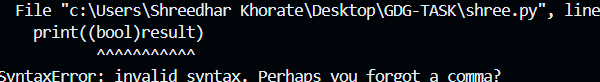 File "c:\Users\Shreedhar Khorate\Desktop\GDG-TASK\shree.py", line
print((bool)result)
^^^^^^^^^^^^
SyntaxError: invalid syntax. Perhaps you forgot a comma?